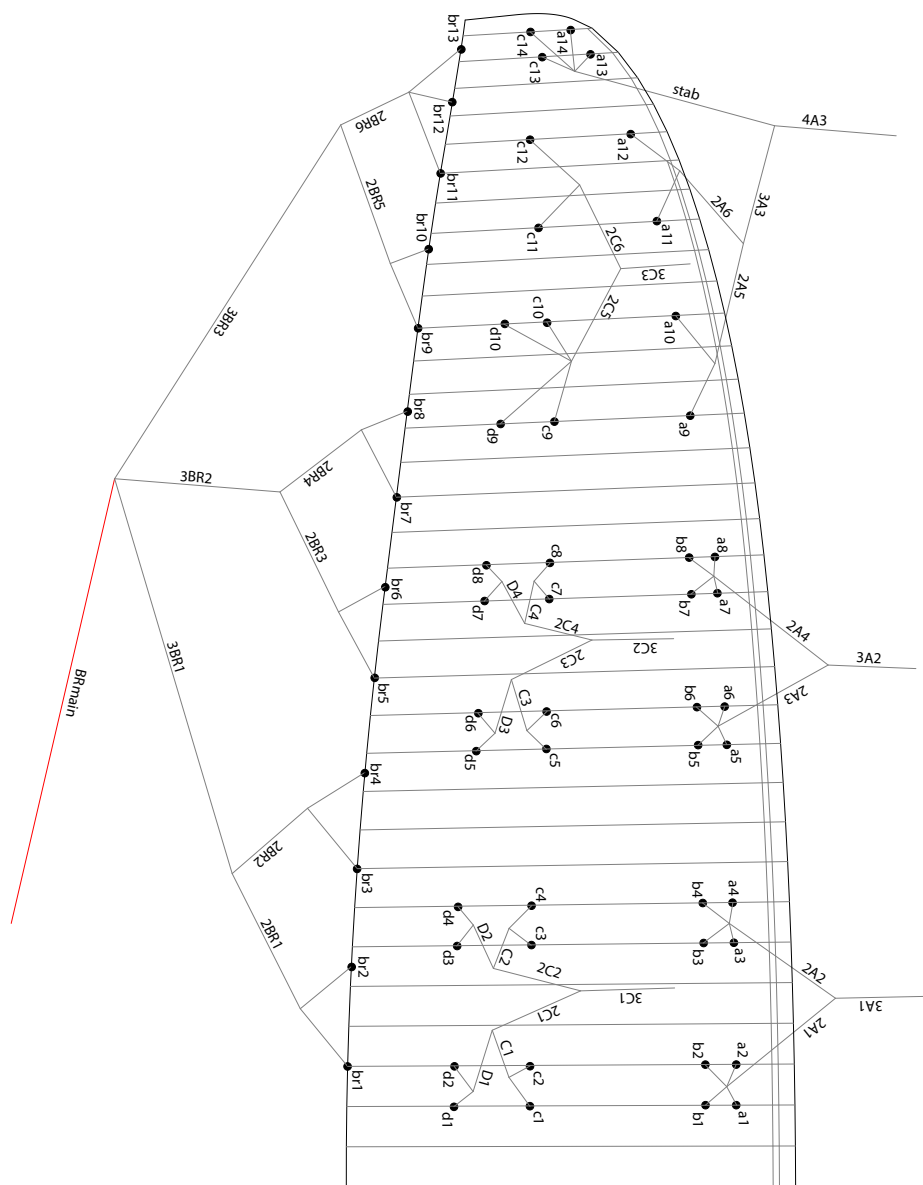 br13
c14
a14
c13
a13
stab
4A3
2BR6
br12
c12
a12
br11
2BR5
2A6
3A3
br10
c11
2C6
a11
3C3
2A5
3BR3
2C5
c10
d10
a10
br9
br8
d9
c9
a9
2BR4
3BR2
br7
2BR3
b8
a8
d8
c8
br6
D4
C4
d7
c7
b7
a7
2C4
3C2
2A4
3BR1
2C3
3A2
2A3
br5
BRmain
C3
d6
D3
c6
b6
a6
d5
c5
b5
a5
br4
2BR2
br3
d4
c4
b4
a4
D2
C2
d3
c3
b3
a3
2BR1
br2
2C2
2A2
3C1
3A1
2C1
2A1
C1
d2
c2
b2
a2
br1
D1
d1
c1
b1
a1